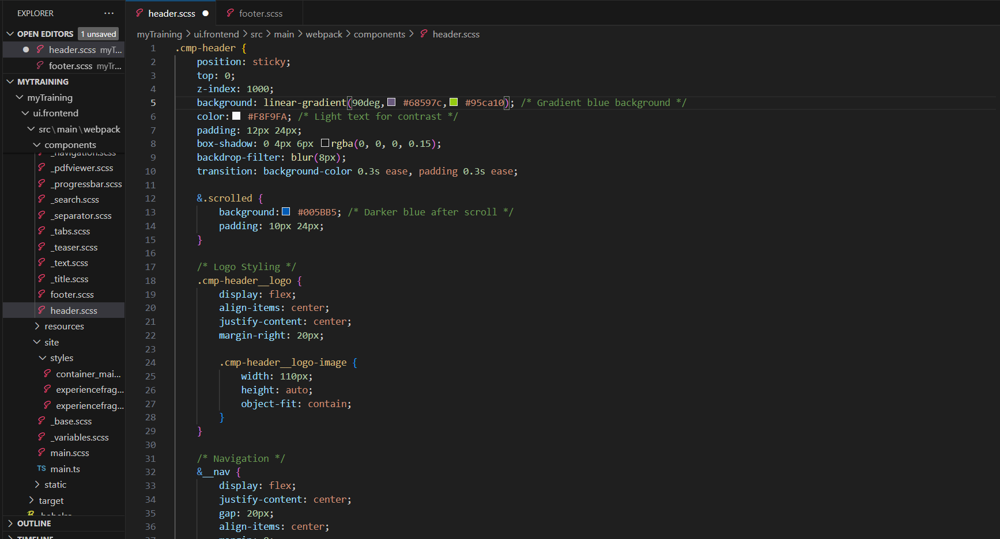 EXPLORER ...
OPEN EDITORS 1 unsaved
header.scss myT...
footer.scss myTr...
MYTRAINING
myTraining
ui.frontend
src\main\webpack
components
_navigation.scss
_pdfviewer.scss
_progressbar.scss
_search.scss
_separator.scss
_tabs.scss
_teaser.scss
_text.scss
_title.scss
footer.scss
header.scss
resources
site
styles
container_mai...
experiencefrag...
experiencefrag...
_base.scss
_variables.scss
main.scss
TS main.ts
static
target
OUTLINE
TIMELINE
header.scss footer.scss
myTraining > ui.frontend > src > main > webpack > components > header.scss
1 .cmp-header {
2 position: sticky;
3 top: 0;
4 z-index: 1000;
5 background: linear-gradient(90deg, #68597c, #95ca10); /* Gradient blue background */
6 color: #F8F9FA; /* Light text for contrast */
7 padding: 12px 24px;
8 box-shadow: 0 4px 6px rgba(0, 0, 0, 0.15);
9 backdrop-filter: blur(8px);
10 transition: background-color 0.3s ease, padding 0.3s ease;
11
12 &.scrolled {
13 background: #005BB5; /* Darker blue after scroll */
14 padding: 10px 24px;
15 }
16
17 /* Logo Styling */
18 .cmp-header__logo {
19 display: flex;
20 align-items: center;
21 justify-content: center;
22 margin-right: 20px;
23
24 .cmp-header__logo-image {
25 width: 110px;
26 height: auto;
27 object-fit: contain;
28 }
29 }
30
31 /* Navigation */
32 &__nav {
33 display: flex;
34 justify-content: center;
35 gap: 20px;
36 align-items: center;